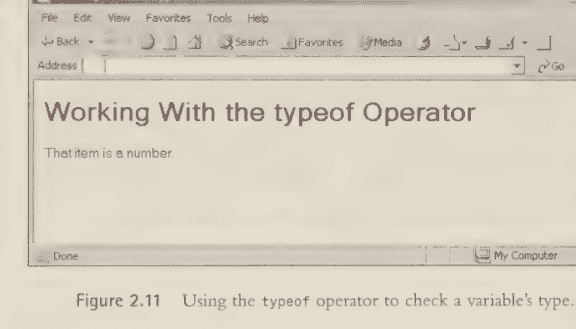 File Edit View Favorites Tools Help
Back Search Favorites Media
Address Go
Working With the typeof Operator
That item is a number.
Done My Computer
Figure 2.11 Using the typeof operator to check a variable's type.